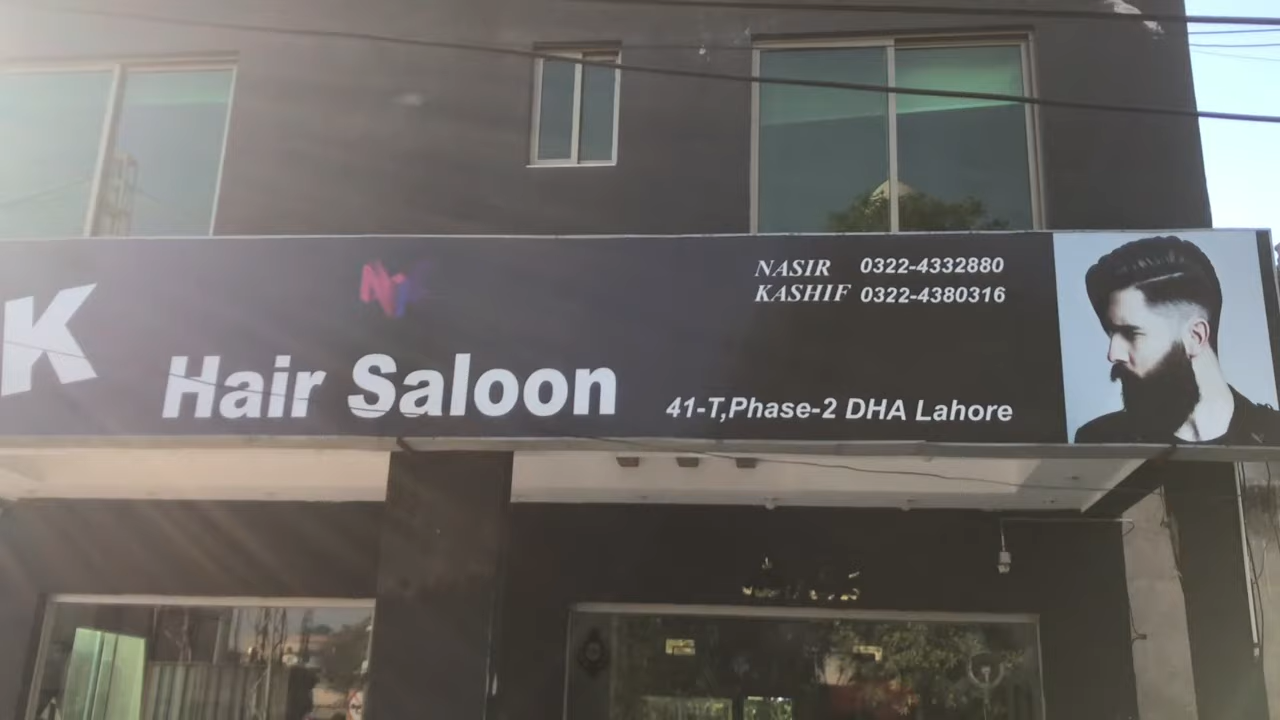 K
Hair Saloon
NASIR 0322-4332880
KASHIF 0322-4380316
41-T,Phase-2 DHA Lahore